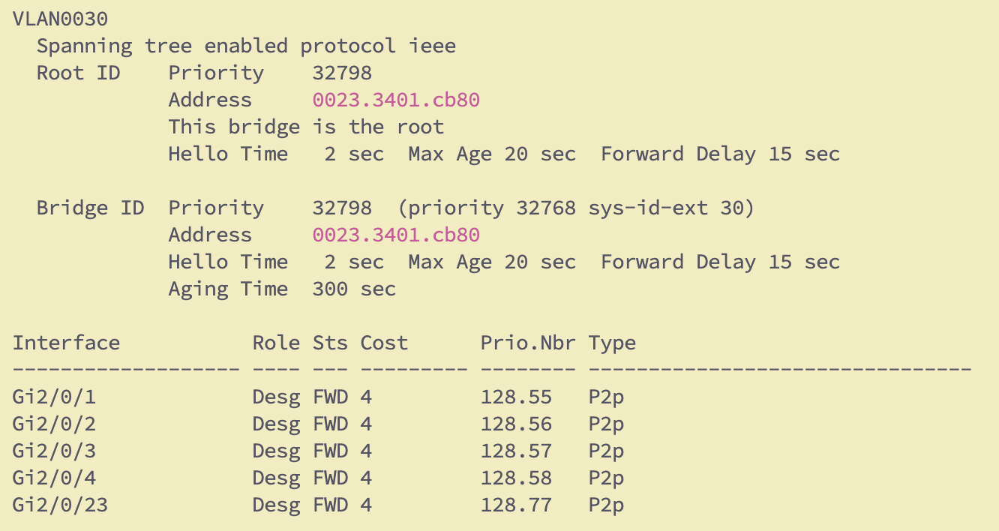 VLAN0030
  Spanning tree enabled protocol ieee
  Root ID    Priority    32798
             Address     0023.3401.cb80
             This bridge is the root
             Hello Time   2 sec  Max Age 20 sec  Forward Delay 15 sec

  Bridge ID  Priority    32798  (priority 32768 sys-id-ext 30)
             Address     0023.3401.cb80
             Hello Time   2 sec  Max Age 20 sec  Forward Delay 15 sec
             Aging Time  300 sec

Interface           Role Sts Cost      Prio.Nbr Type
------------------- ---- --- --------- -------- --------------------------------
Gi2/0/1             Desg FWD 4         128.55   P2p
Gi2/0/2             Desg FWD 4         128.56   P2p
Gi2/0/3             Desg FWD 4         128.57   P2p
Gi2/0/4             Desg FWD 4         128.58   P2p
Gi2/0/23            Desg FWD 4         128.77   P2p